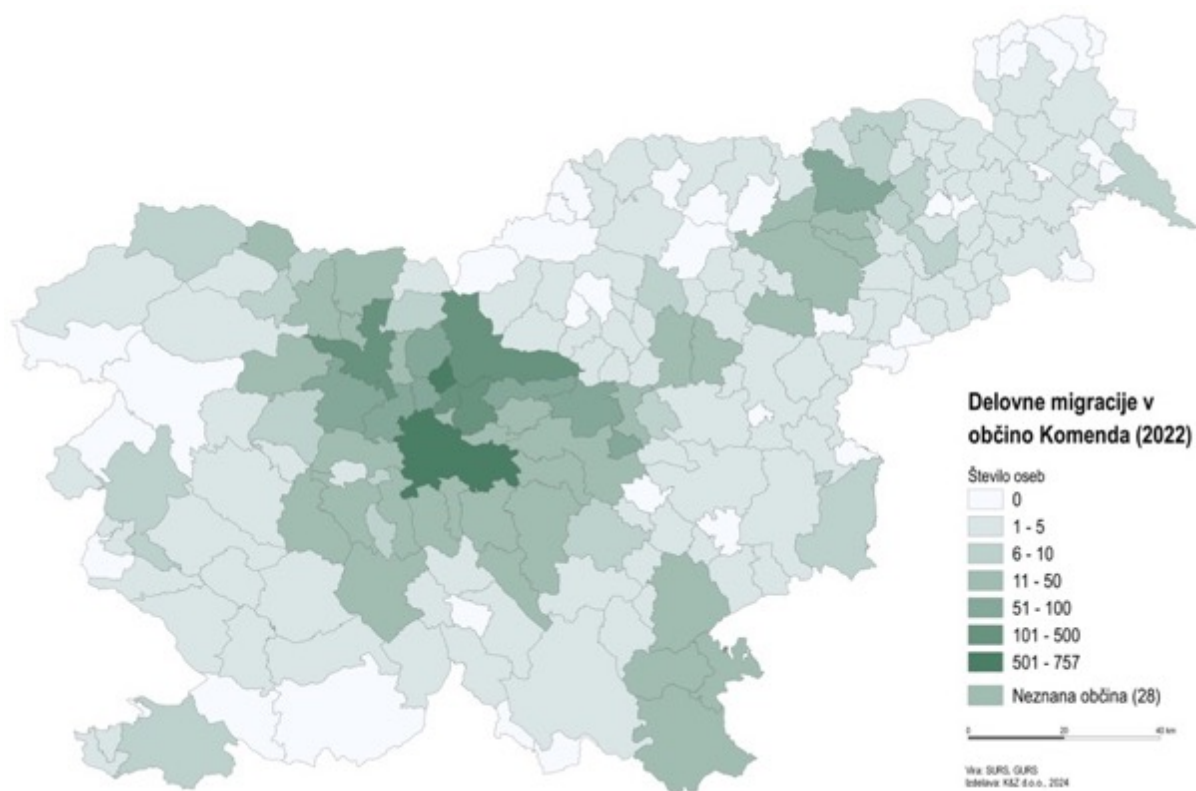 Delovne migracije v
občino Komenda (2022)
Število oseb
0
1 - 5
6 - 10
11 - 50
51 - 100
101 - 500
501 - 757
Neznana občina (28)
0 20 40 km
Vira: SURS, GURS
Izdelava: K&Z d.o.o., 2024